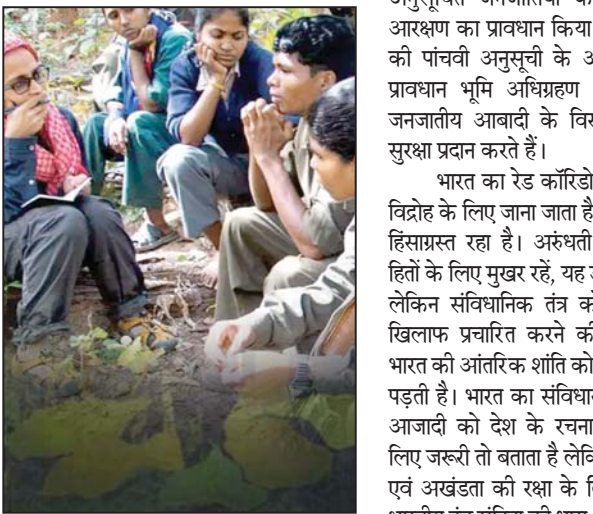 आरक्षण का प्रावधान किया
की पांचवी अनुसूची के
प्रावधान भूमि अधिग्रहण
जनजातीय आबादी के
सुरक्षा प्रदान करते हैं।
भारत का रेड
विद्रोह के लिए जाना जाता है
हिंसाग्रस्त रहा है। अरुंधती
हितों के लिए मुखर रहें, यह
लेकिन संविधानिक तंत्र
खिलाफ प्रचारित करने की
भारत की आंतरिक शांति को
पड़ती है। भारत का
आजादी को देश के रचना
लिए जरूरी तो बताता है
एवं अखंडता की रक्षा के